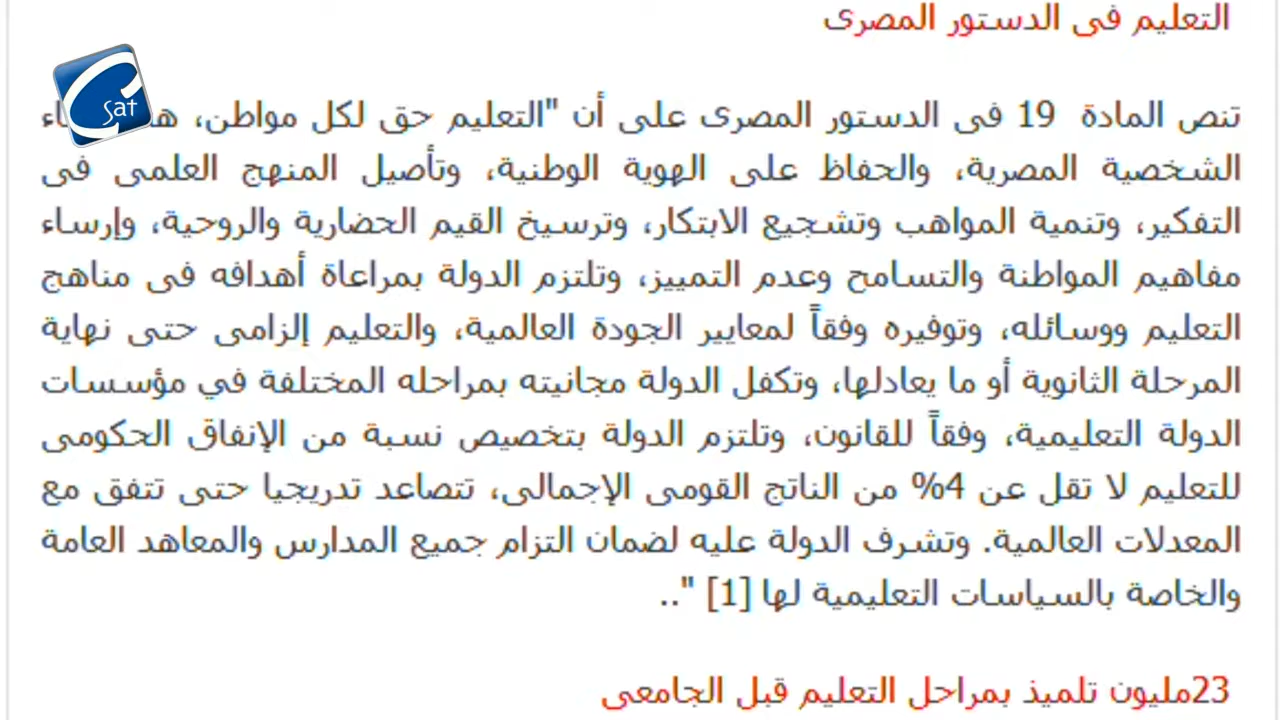 التعليم فى الدستور المصرى
Sat
تنص المادة 19 فى الدستور المصرى على أن "التعليم حق لكل مواطن،
الشخصية المصرية، والحفاظ على الهوية الوطنية، وتأصيل المنهج العلمى فى
التفكير، وتنمية المواهب وتشجيع الابتكار، وترسيخ القيم الحضارية والروحية، وإرساء
مفاهيم المواطنة والتسامح وعدم التمييز، وتلتزم الدولة بمراعاة أهدافه فى مناهج
التعليم ووسائله، وتوفيره وفقاً لمعايير الجودة العالمية، والتعليم إلزامى حتى نهاية
المرحلة الثانوية أو ما يعادلها، وتكفل الدولة مجانيته بمراحله المختلفة في مؤسسات
الدولة التعليمية، وفقاً للقانون، وتلتزم الدولة بتخصيص نسبة من الإنفاق الحكومى
للتعليم لا تقل عن 4% من الناتج القومى الإجمالى، تتصاعد تدريجيا حتى تتفق مع
المعدلات العالمية. وتشرف الدولة عليه لضمان التزام جميع المدارس والمعاهد العامة
والخاصة بالسياسات التعليمية لها [1] "..
23مليون تلميذ بمراحل التعليم قبل الجامعى